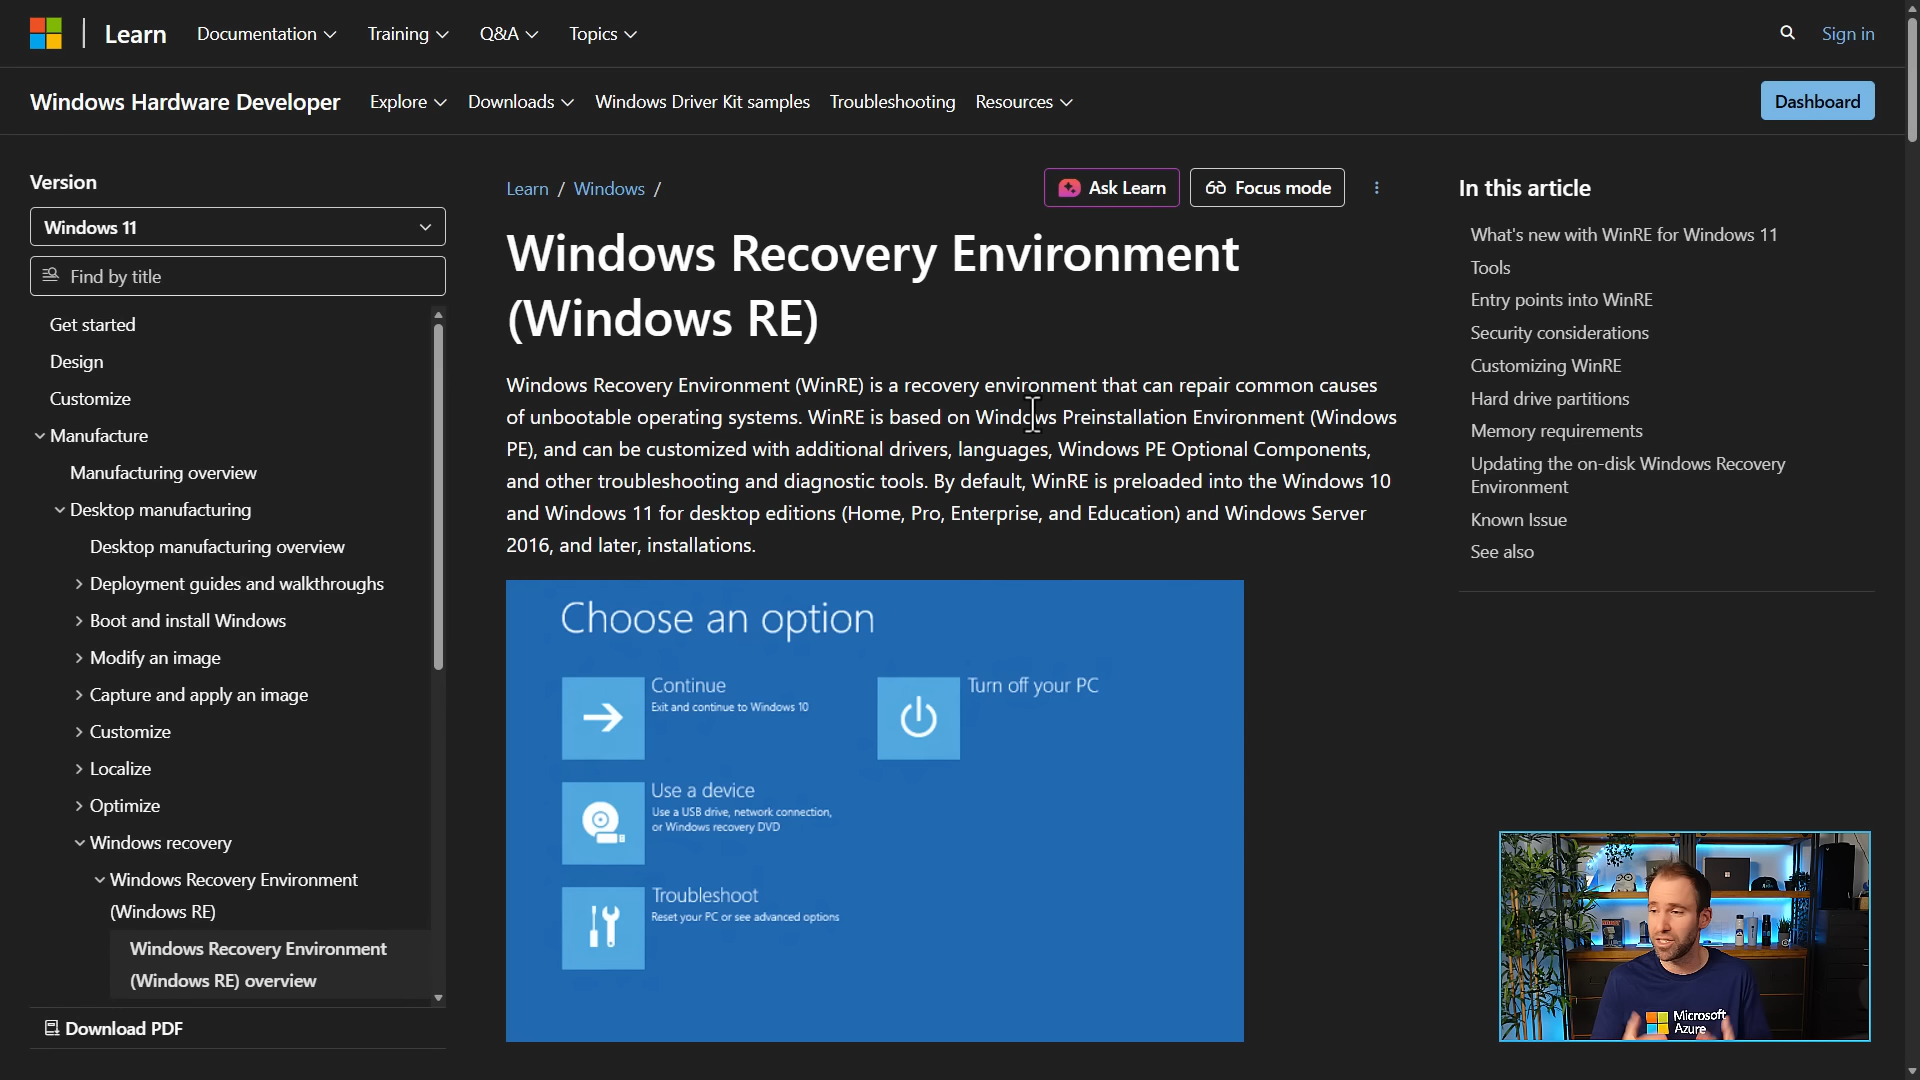 Learn
Documentation
Training
Q&A
Topics
Sign in
Windows Hardware Developer
Explore
Downloads
Windows Driver Kit samples
Troubleshooting
Resources
Dashboard
Version
Windows 11
Find by title
Get started
Design
Customize
Manufacture
Manufacturing overview
Desktop manufacturing
Desktop manufacturing overview
Deployment guides and walkthroughs
Boot and install Windows
Modify an image
Capture and apply an image
Customize
Localize
Optimize
Windows recovery
Windows Recovery Environment
(Windows RE)
Windows Recovery Environment
(Windows RE) overview
Download PDF
Learn / Windows /
Ask Learn
Focus mode
Windows Recovery Environment
(Windows RE)
Windows Recovery Environment (WinRE) is a recovery environment that can repair common causes
of unbootable operating systems. WinRE is based on Windows Preinstallation Environment (Windows
PE), and can be customized with additional drivers, languages, Windows PE Optional Components,
and other troubleshooting and diagnostic tools. By default, WinRE is preloaded into the Windows 10
and Windows 11 for desktop editions (Home, Pro, Enterprise, and Education) and Windows Server
2016, and later, installations.
Choose an option
Continue
Exit and continue to Windows 10
Turn off your PC
Use a device
Use a USB drive, network connection,
or Windows recovery DVD
Troubleshoot
Reset your PC or see advanced options
In this article
What's new with WinRE for Windows 11
Tools
Entry points into WinRE
Security considerations
Customizing WinRE
Hard drive partitions
Memory requirements
Updating the on-disk Windows Recovery
Environment
Known Issue
See also
Microsoft
Azure